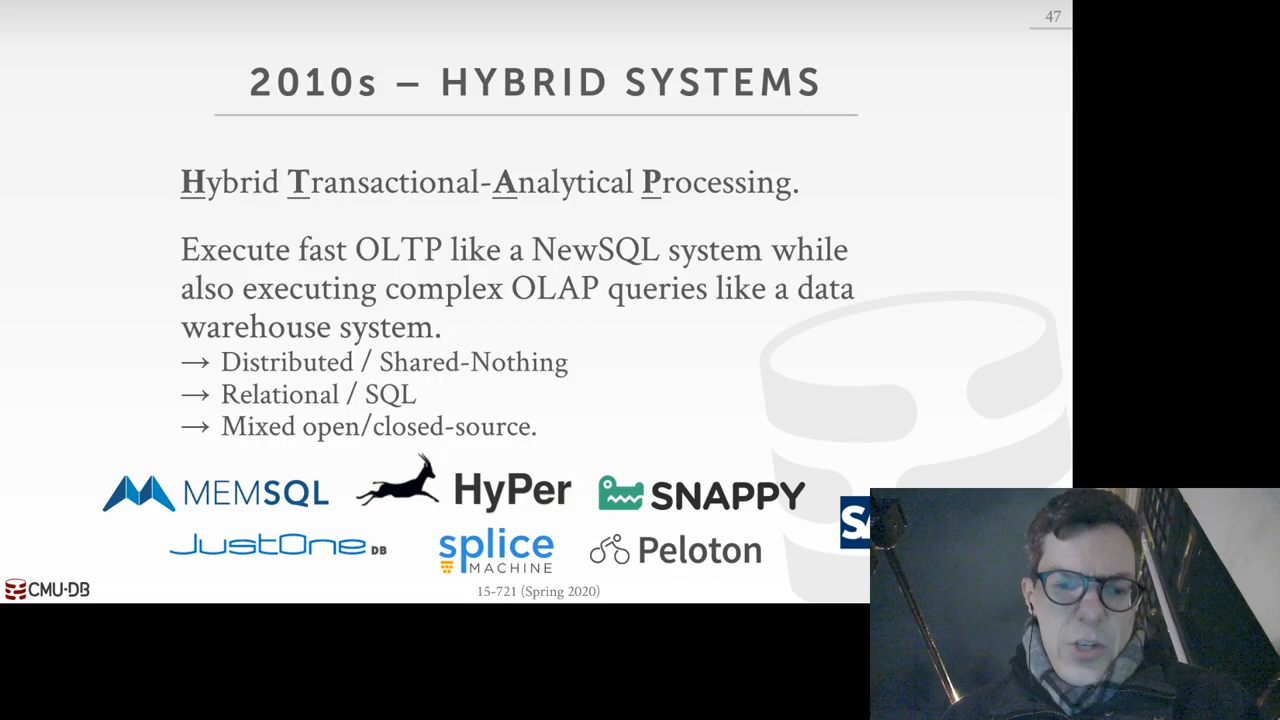 47
2010s – HYBRID SYSTEMS
Hybrid Transactional-Analytical Processing.
Execute fast OLTP like a NewSQL system while
also executing complex OLAP queries like a data
warehouse system.
→ Distributed / Shared-Nothing
→ Relational / SQL
→ Mixed open/closed-source.
MEMSQL HyPer SNAPPY
JustOne DB splice MACHINE Peloton
CMU·DB
15-721 (Spring 2020)